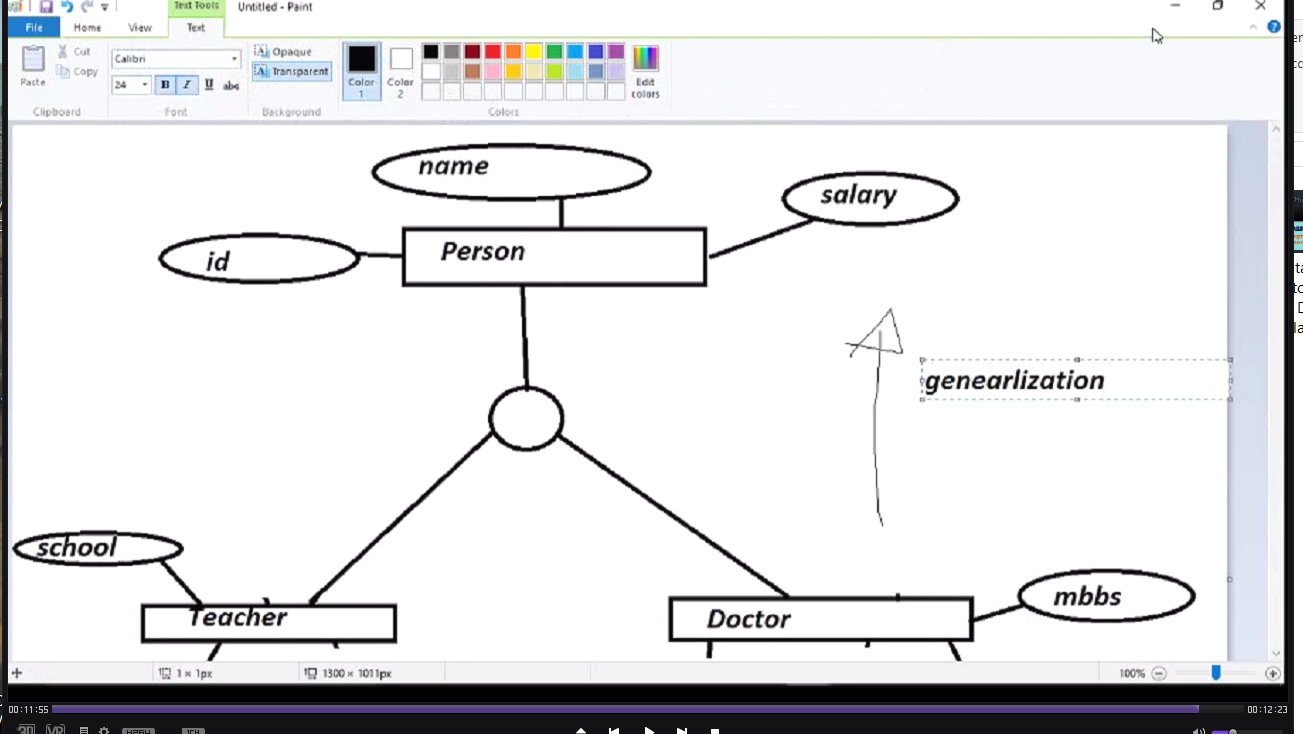 Text Tools
Untitled - Paint
File
Home
View
Text
Paste
Cut
Copy
Clipboard
Calibri
24
B
I
U
abc
Font
Opaque
Transparent
Background
Color
1
Color
2
Edit
colors
Colors
name
salary
id
Person
genearlization
school
Teacher
Doctor
mbbs
1 × 1px
1300 × 1011px
100%
00:11:55
00:12:23
3D
VR